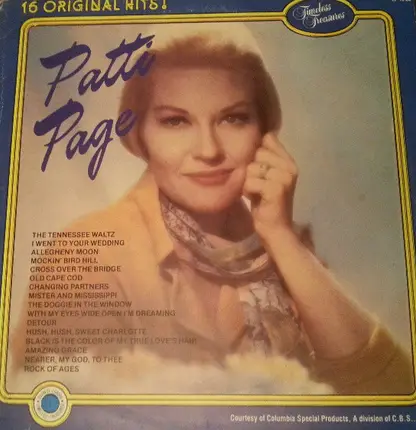 16 ORIGINAL HITS!
Timeless
Treasures
Patti
Page
THE TENNESSEE WALTZ
I WENT TO YOUR WEDDING
ALLEGHENY MOON
MOCKIN' BIRD HILL
CROSS OVER THE BRIDGE
OLD CAPE COD
CHANGING PARTNERS
MISTER AND MISSISSIPPI
THE DOGGIE IN THE WINDOW
WITH MY EYES WIDE OPEN I'M DREAMING
DETOUR
HUSH, HUSH, SWEET CHARLOTTE
BLACK IS THE COLOR OF MY TRUE LOVE'S HAIR
AMAZING GRACE
NEARER, MY GOD, TO THEE
ROCK OF AGES
Courtesy of Columbia Special Products, A division of C.B.S.